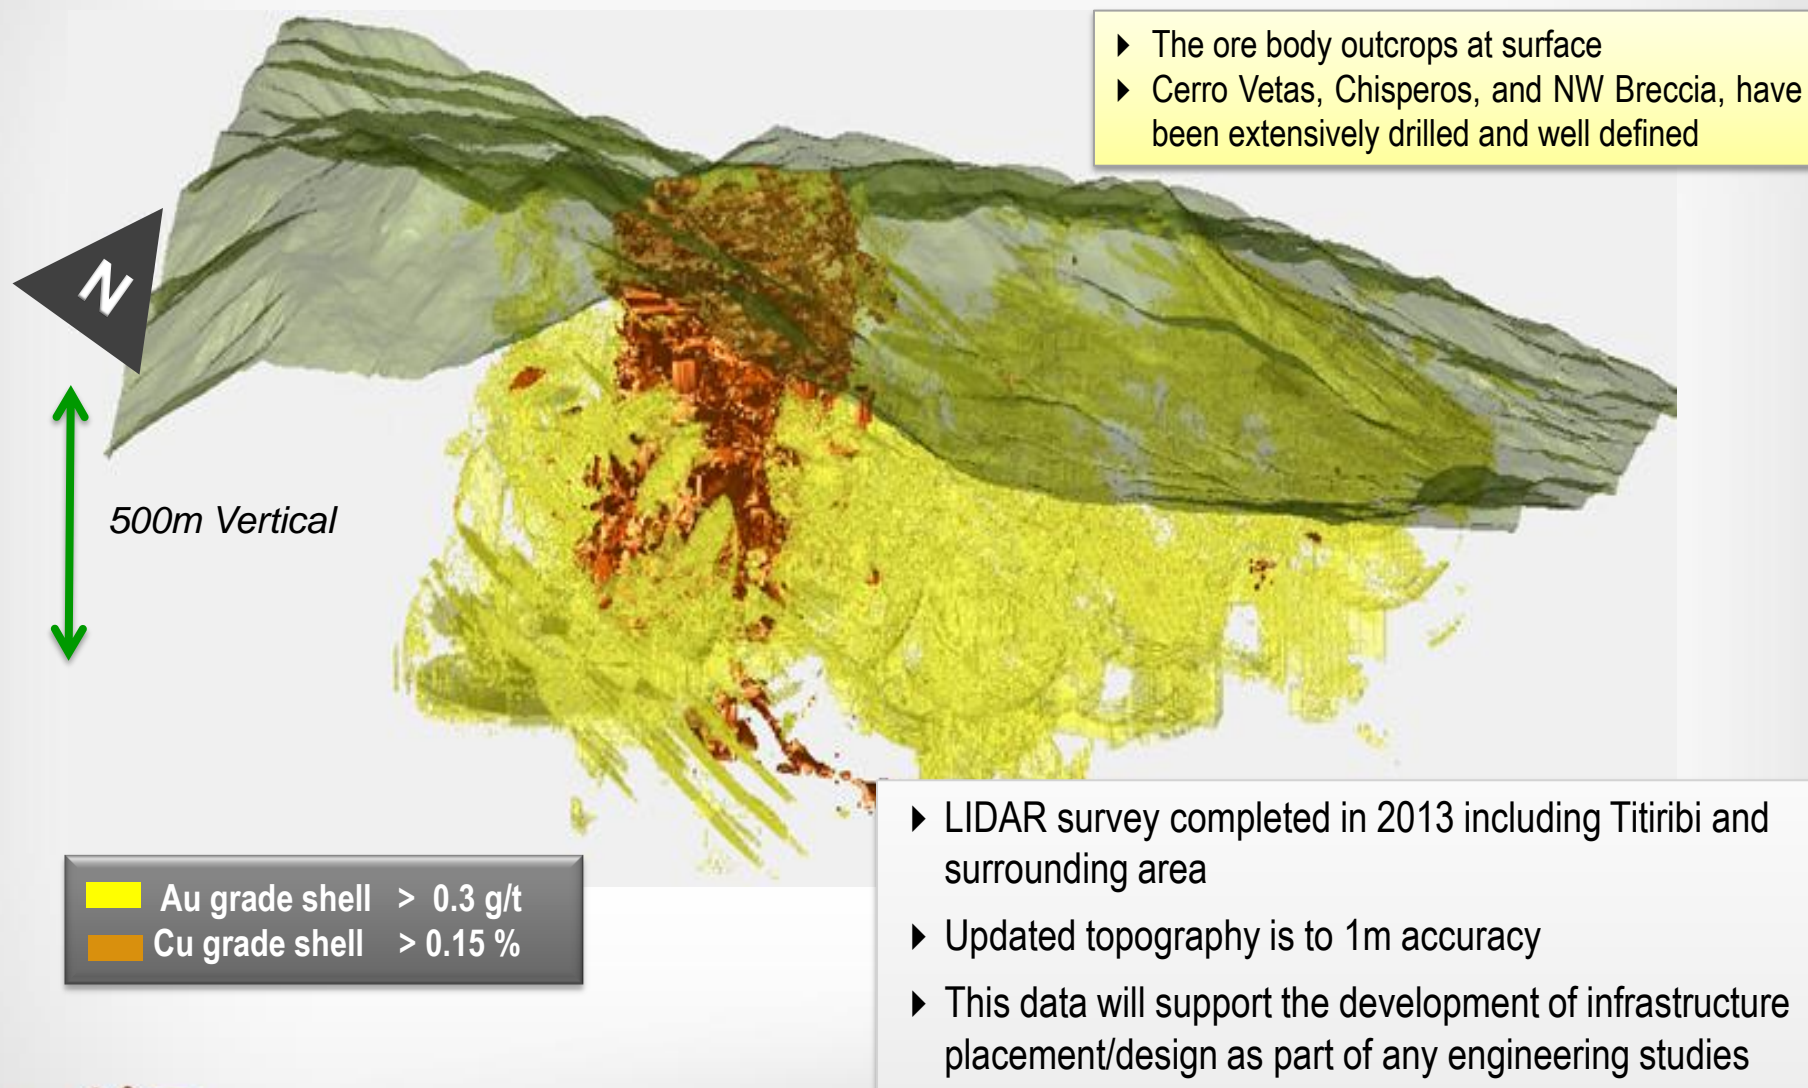 ▶ The ore body outcrops at surface
▶ Cerro Vetas, Chisperos, and NW Breccia, have
been extensively drilled and well defined
N
500m Vertical
Au grade shell > 0.3 g/t
Cu grade shell > 0.15 %
▶ LIDAR survey completed in 2013 including Titiribi and
surrounding area
▶ Updated topography is to 1m accuracy
▶ This data will support the development of infrastructure
placement/design as part of any engineering studies